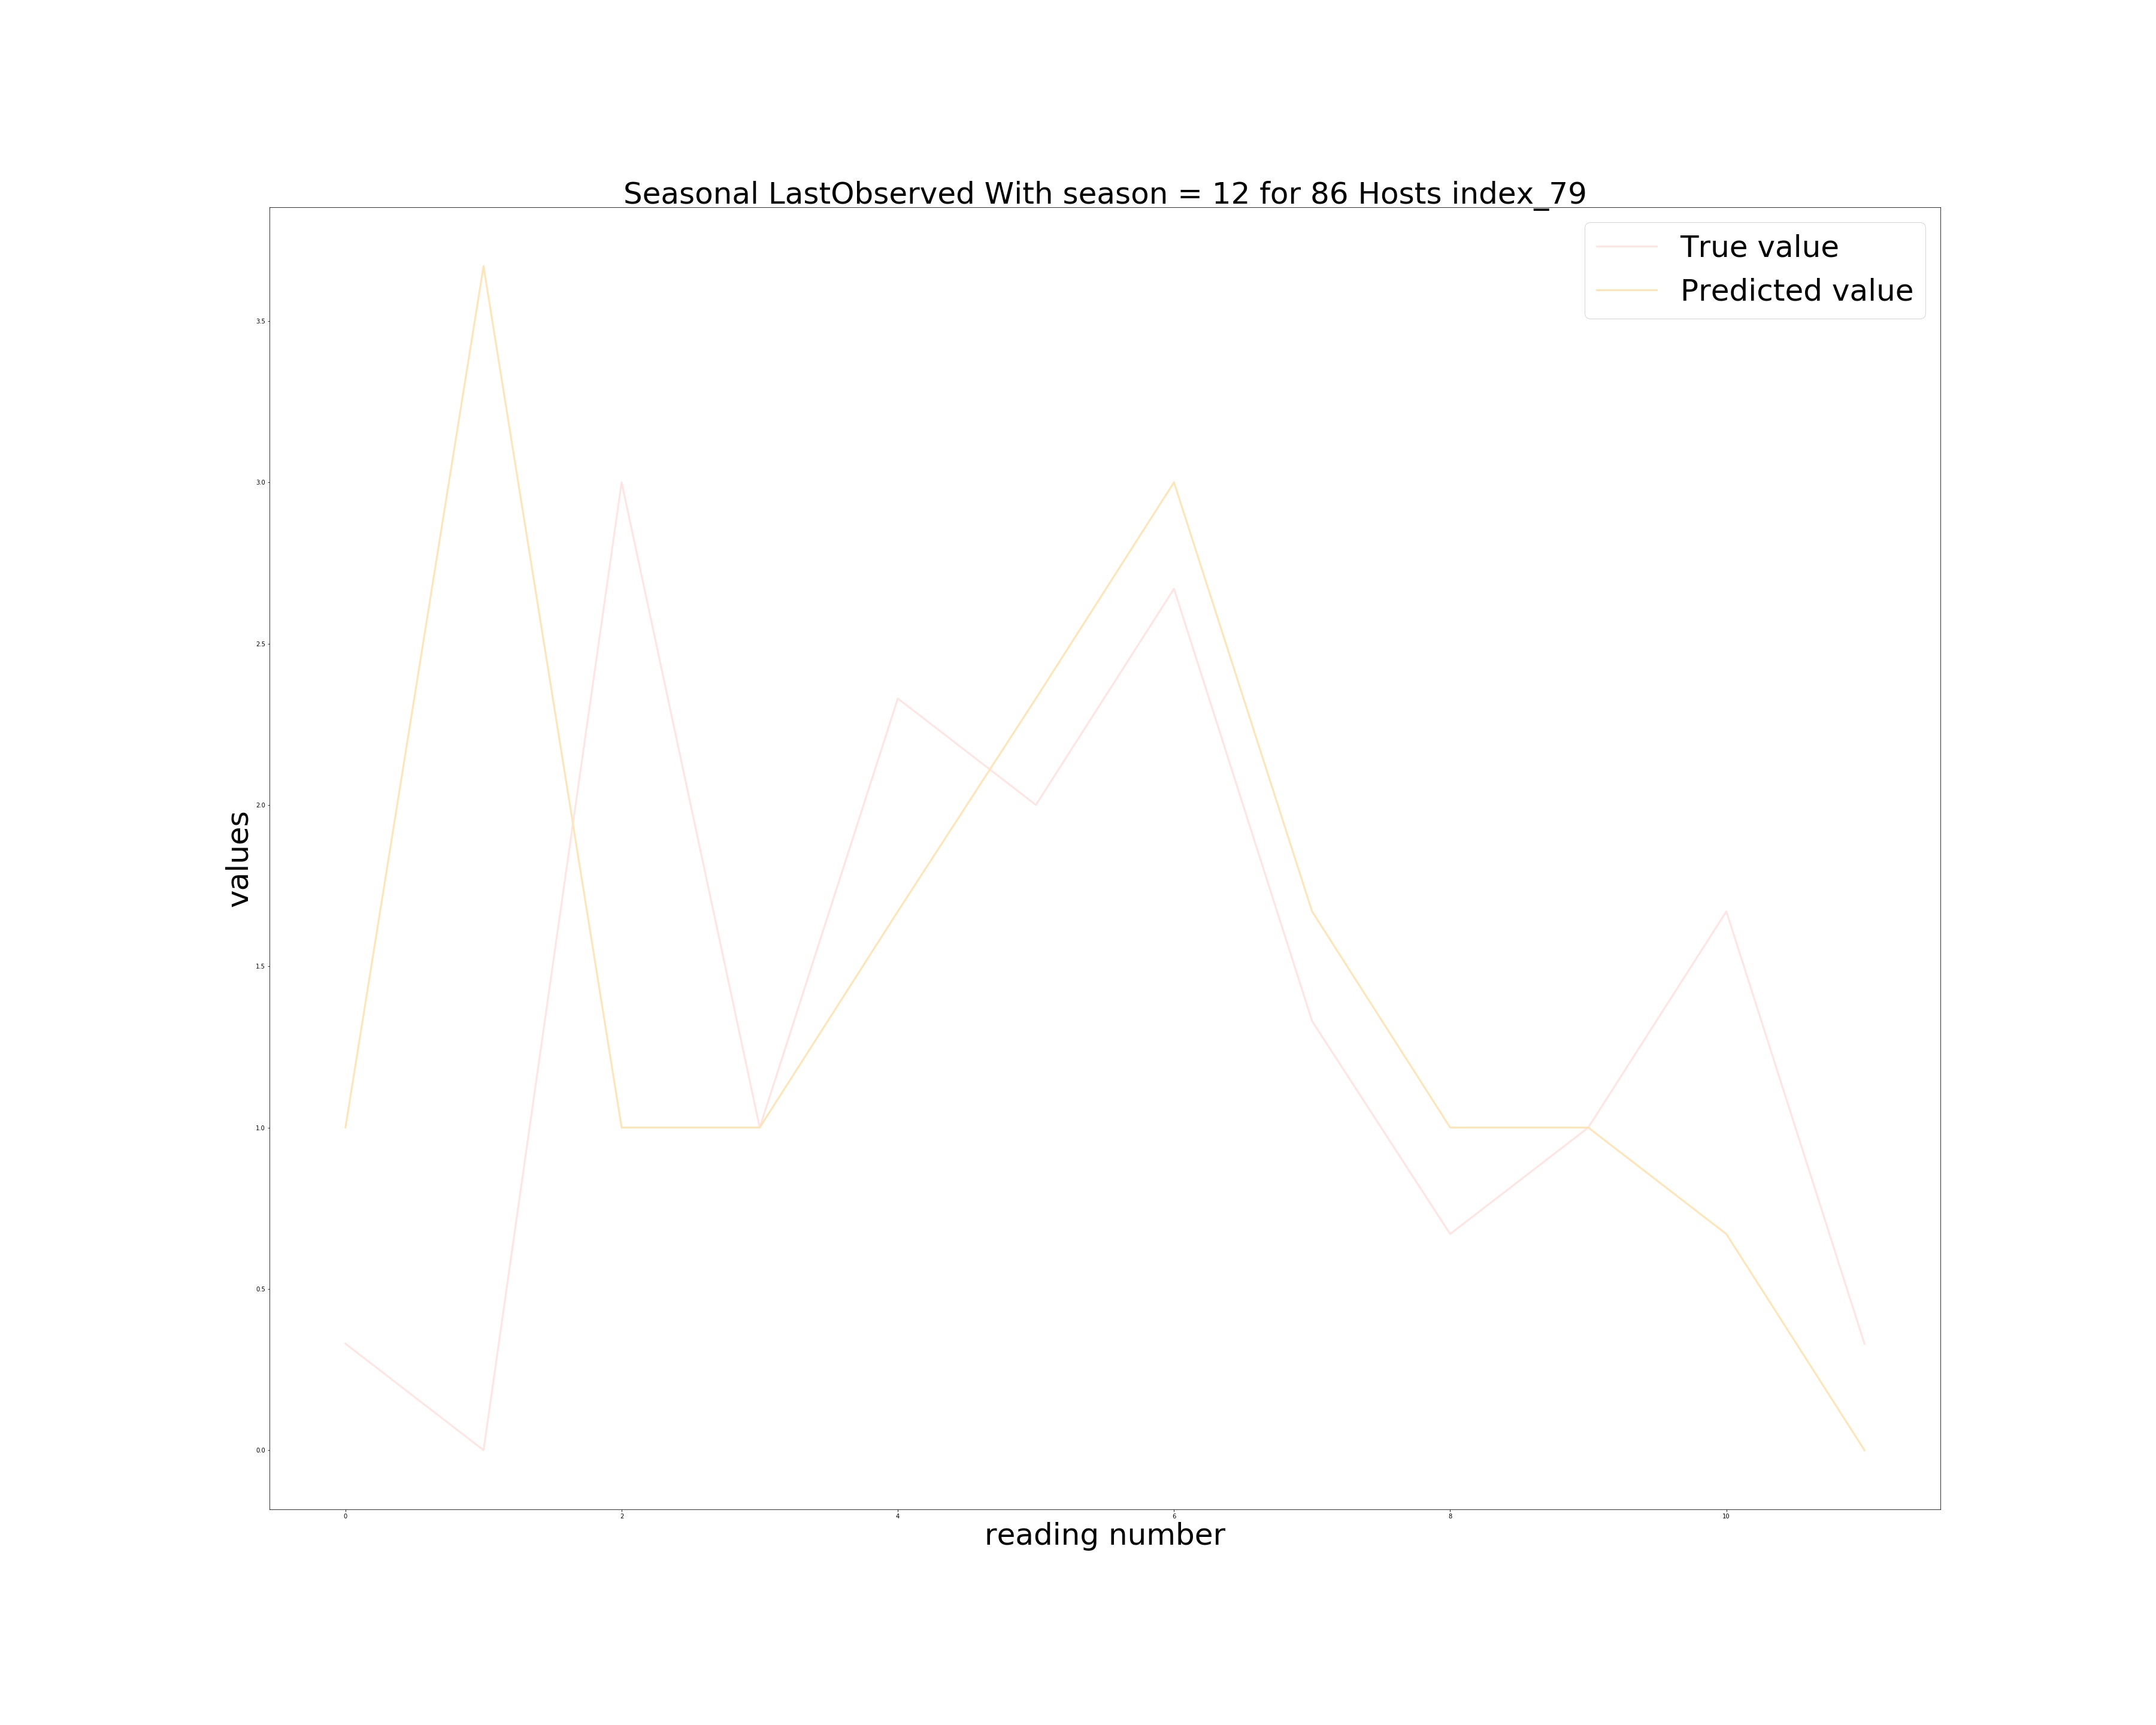 Seasonal LastObserved With season = 12 for 86 Hosts index_79
True value
Predicted value
3.5
3.0
2.5
2.0
1.5
1.0
0.5
0.0
values
0 2 4 6 8 10
reading number